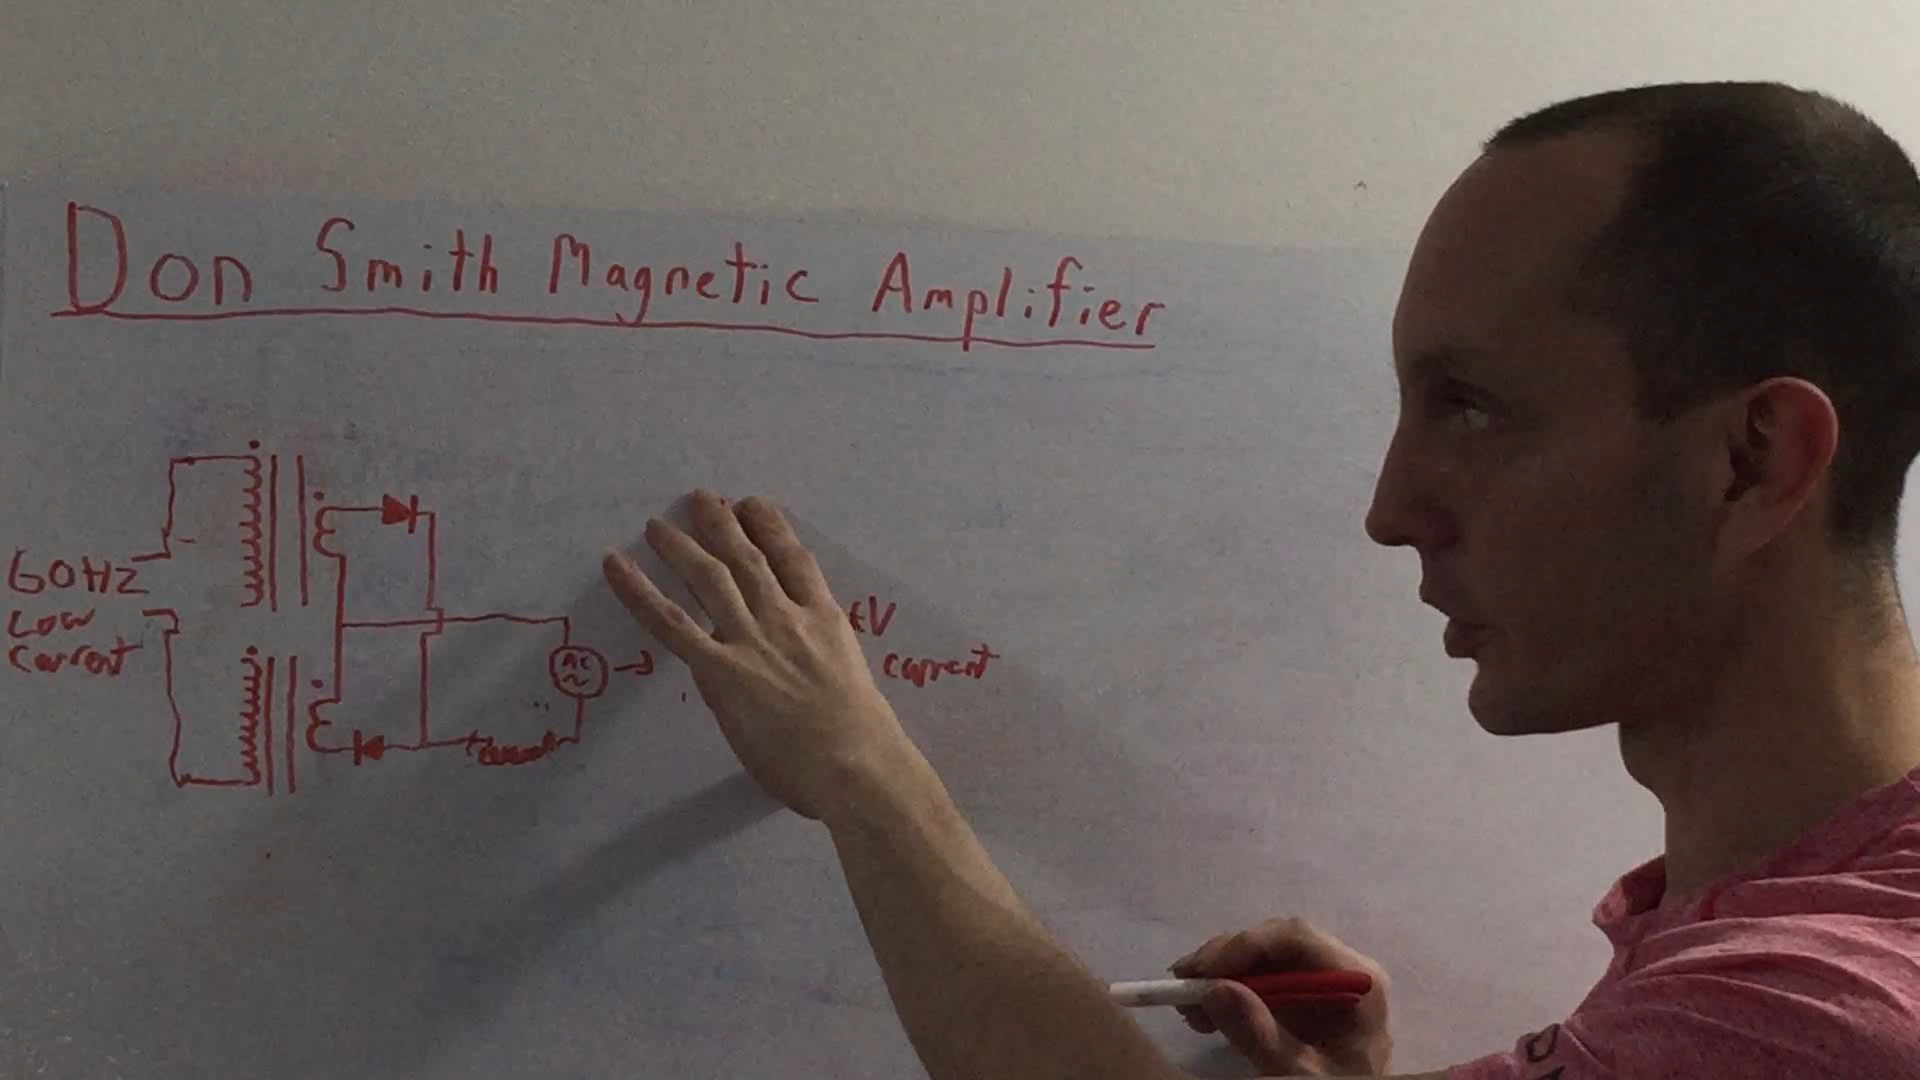 Don Smith Magnetic Amplifier
60HZ
Low
Current
AC
current